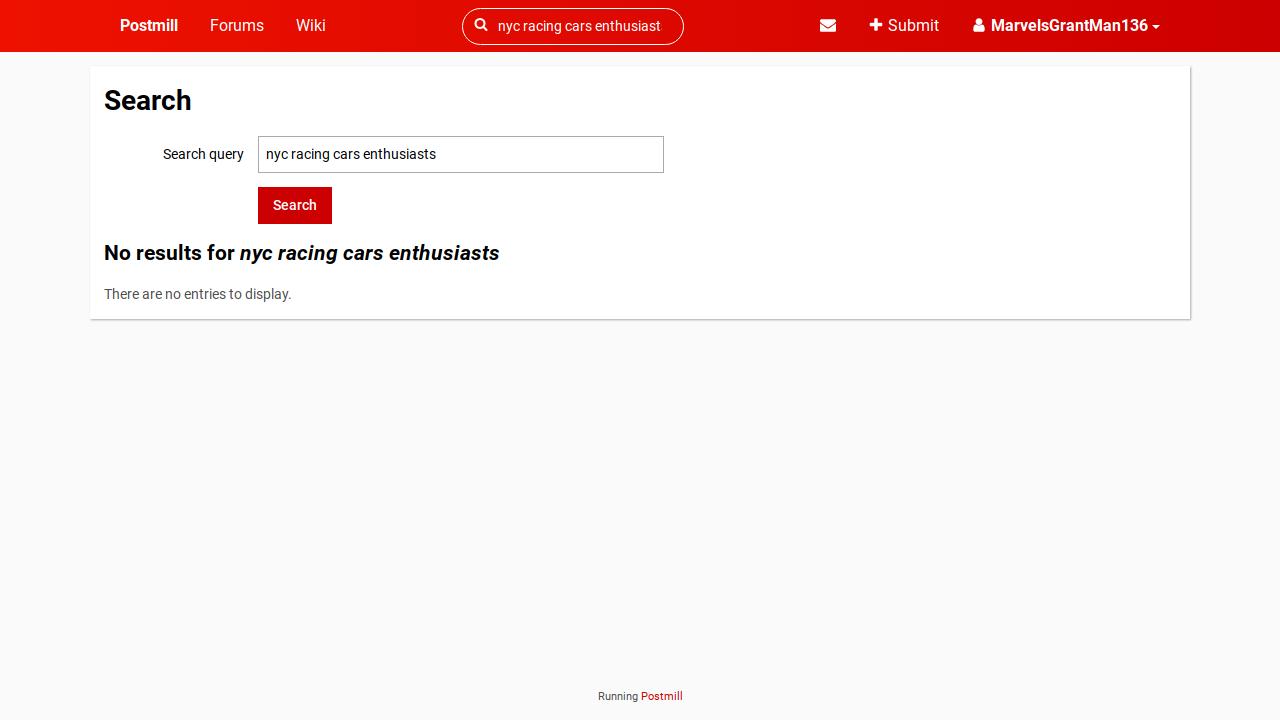 Postmill Forums Wiki nyc racing cars enthusiast Submit MarvelsGrantMan136
Search
Search query nyc racing cars enthusiasts
Search
No results for nyc racing cars enthusiasts
There are no entries to display.
Running Postmill